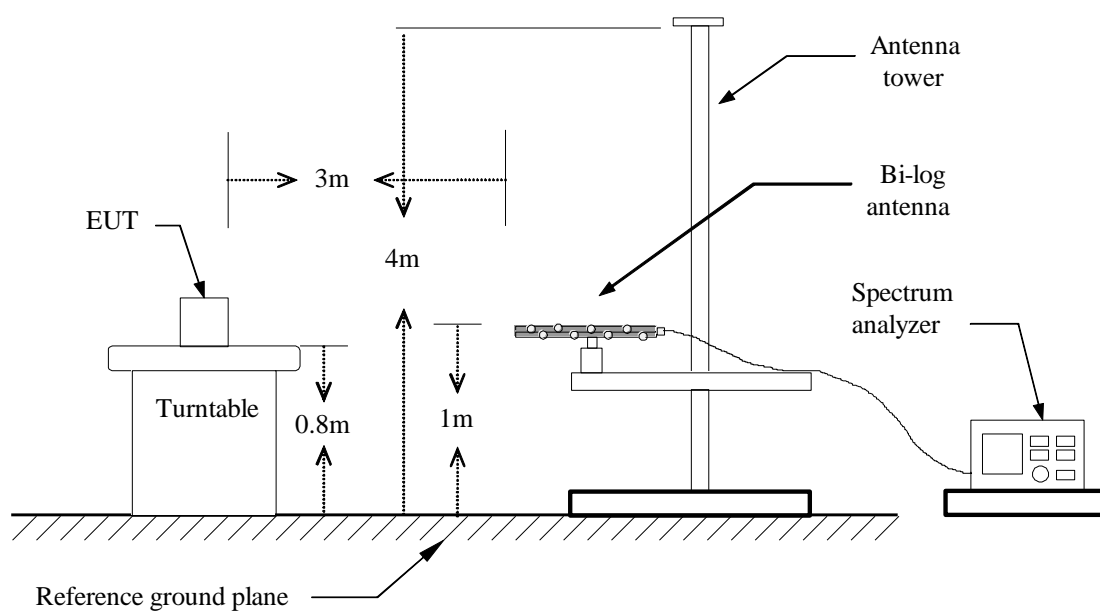 Antenna
tower
3m
Bi-log
antenna
EUT
4m
Spectrum
analyzer
Turntable
0.8m
1m
Reference ground plane